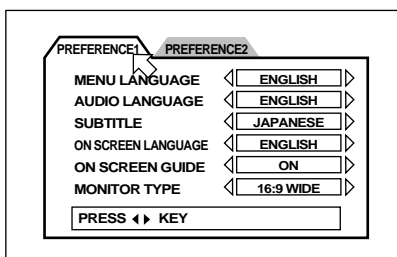 PREFERENCE1 PREFERENCE2
MENU LANGUAGE ENGLISH
AUDIO LANGUAGE ENGLISH
SUBTITLE JAPANESE
ON SCREEN LANGUAGE ENGLISH
ON SCREEN GUIDE ON
MONITOR TYPE 16:9 WIDE
PRESS KEY